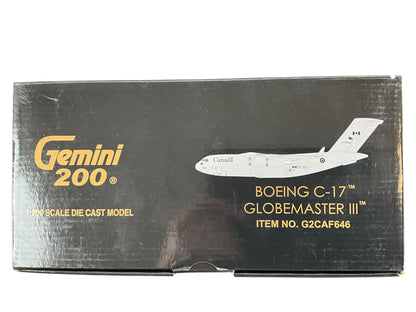 Gemini
200®
1:200 SCALE DIE CAST MODEL
Canada
BOEING C-17™
GLOBEMASTER III™
ITEM NO. G2CAF646